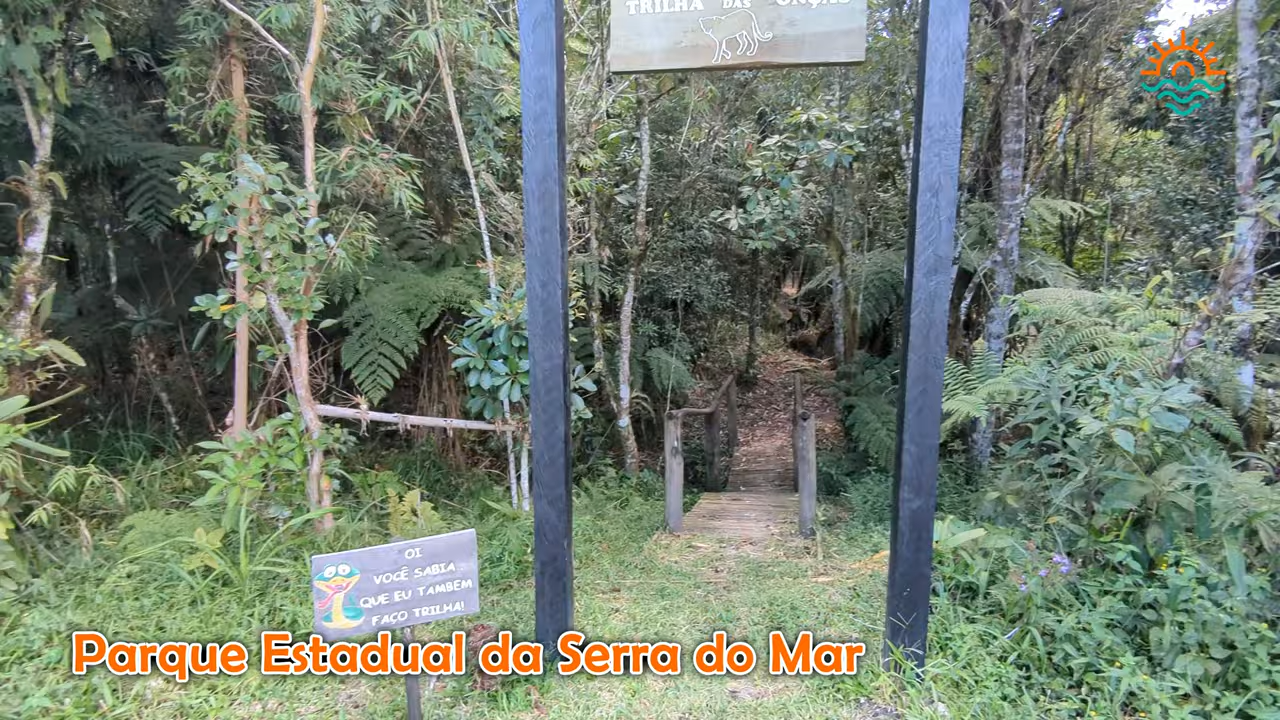 TRILHA DAS ONÇAS
OI
VOCÊ SABIA..
QUE EU TAMBEM
FAÇO TRILHA!
Parque Estadual da Serra do Mar